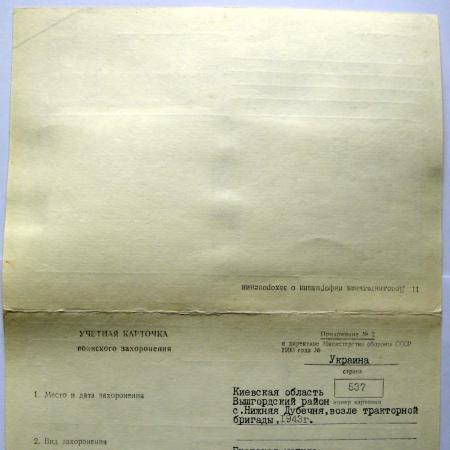 11. Дополнительная информация о захоронении
УЧЕТНАЯ КАРТОЧКА
воинского захоронения
Приложение № 2
к директиве Министерства обороны СССР
1990 года №
Украина
страна
537
номер карточки
1. Место и дата захоронения
Киевская область
Вышгордский район
с.Нижняя Дубечня,возле тракторной
бригады,1943г.
2. Вид захоронения